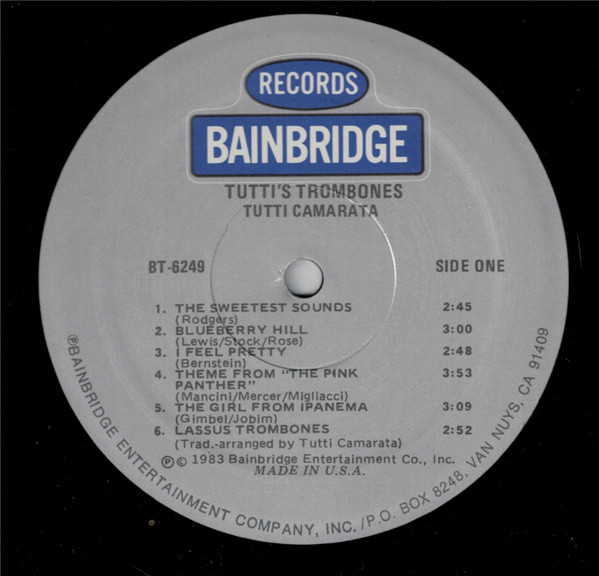 RECORDS
BAINBRIDGE
TUTTI'S TROMBONES
TUTTI CAMARATA
BT-6249
SIDE ONE
1. THE SWEETEST SOUNDS 2:45
(Rodgers)
2. BLUEBERRY HILL 3:00
(Lewis/Stock/Rose)
3. I FEEL PRETTY 2:48
(Bernstein)
4. THEME FROM "THE PINK 3:53
PANTHER"
(Mancini/Mercer/Migliacci)
5. THE GIRL FROM IPANEMA 3:09
(Gimbel/Jobim)
6. LASSUS TROMBONES 2:52
(Trad.-arranged by Tutti Camarata)
℗© 1983 Bainbridge Entertainment Co., Inc.
MADE IN U.S.A.
℗BAINBRIDGE ENTERTAINMENT COMPANY, INC./P.O. BOX 8248, VAN NUYS, CA 91409